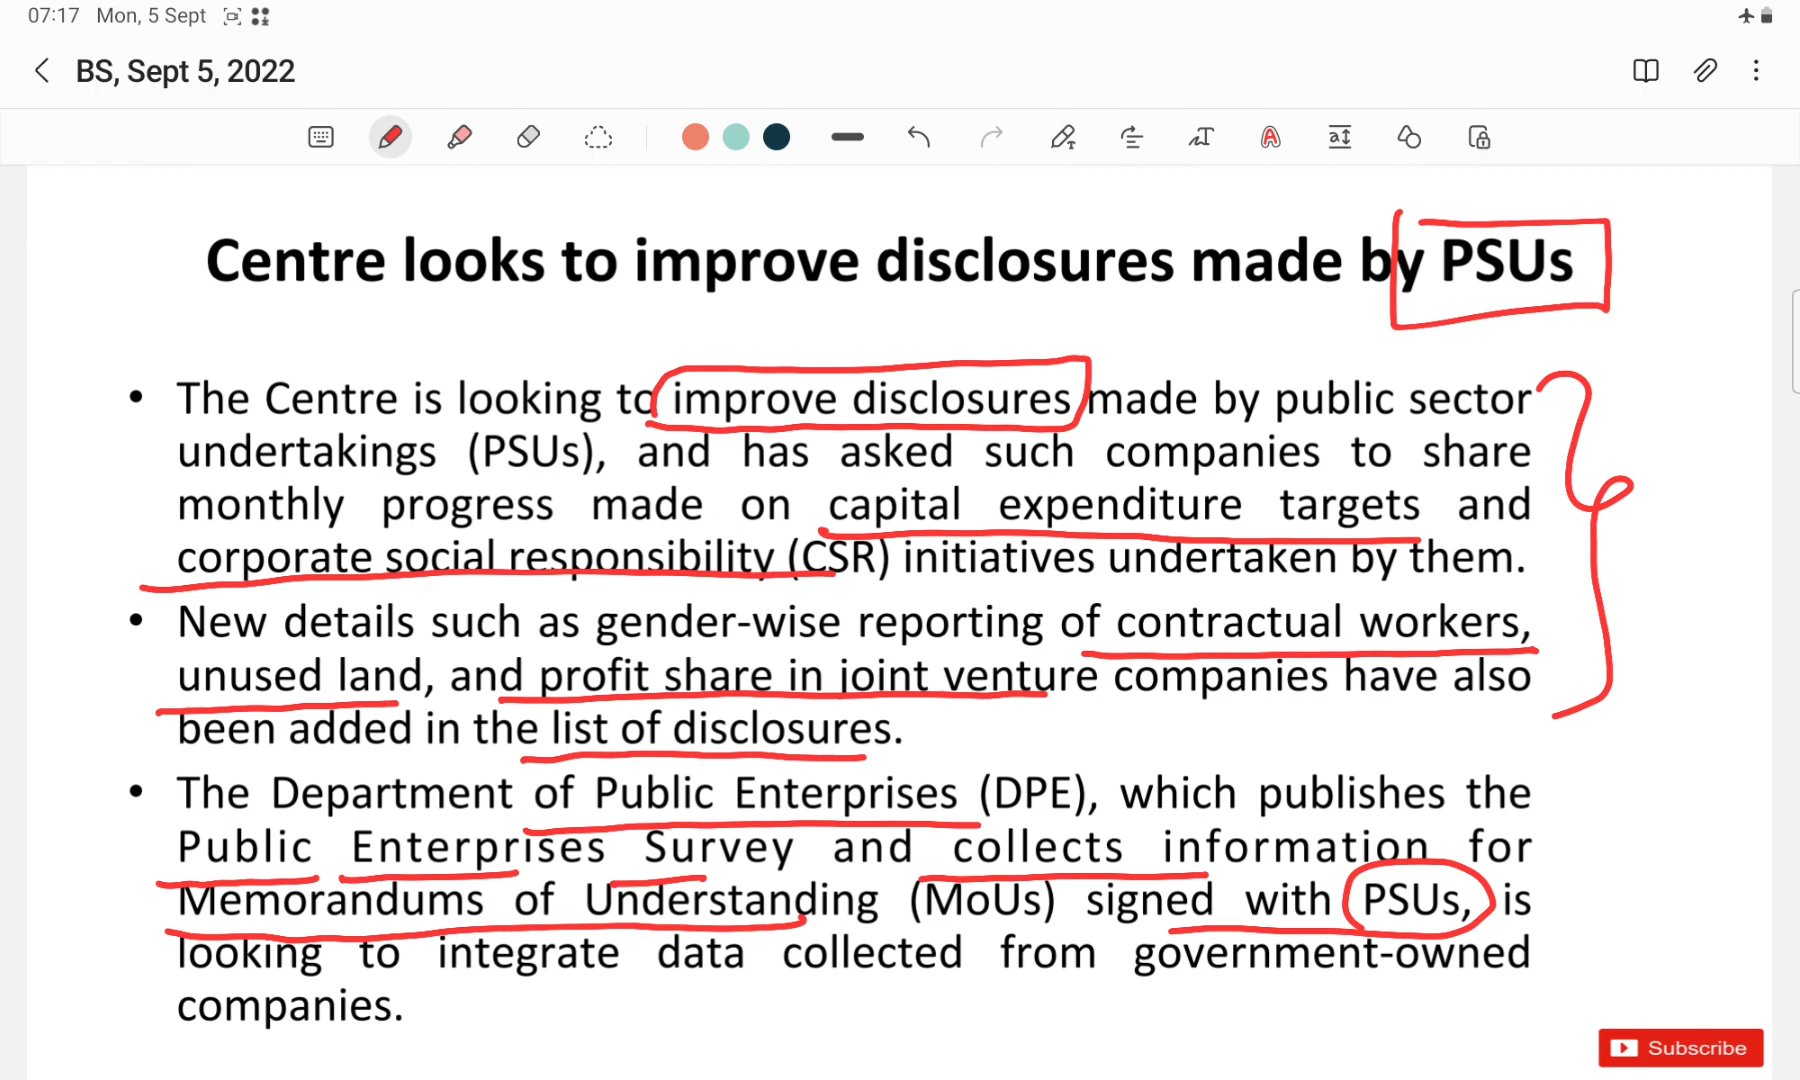 07:17 Mon, 5 Sept
BS, Sept 5, 2022
Centre looks to improve disclosures made by PSUs
• The Centre is looking to improve disclosures made by public sector
undertakings (PSUs), and has asked such companies to share
monthly progress made on capital expenditure targets and
corporate social responsibility (CSR) initiatives undertaken by them.
• New details such as gender-wise reporting of contractual workers,
unused land, and profit share in joint venture companies have also
been added in the list of disclosures.
• The Department of Public Enterprises (DPE), which publishes the
Public Enterprises Survey and collects information for
Memorandums of Understanding (MoUs) signed with PSUs, is
looking to integrate data collected from government-owned
companies.
Subscribe